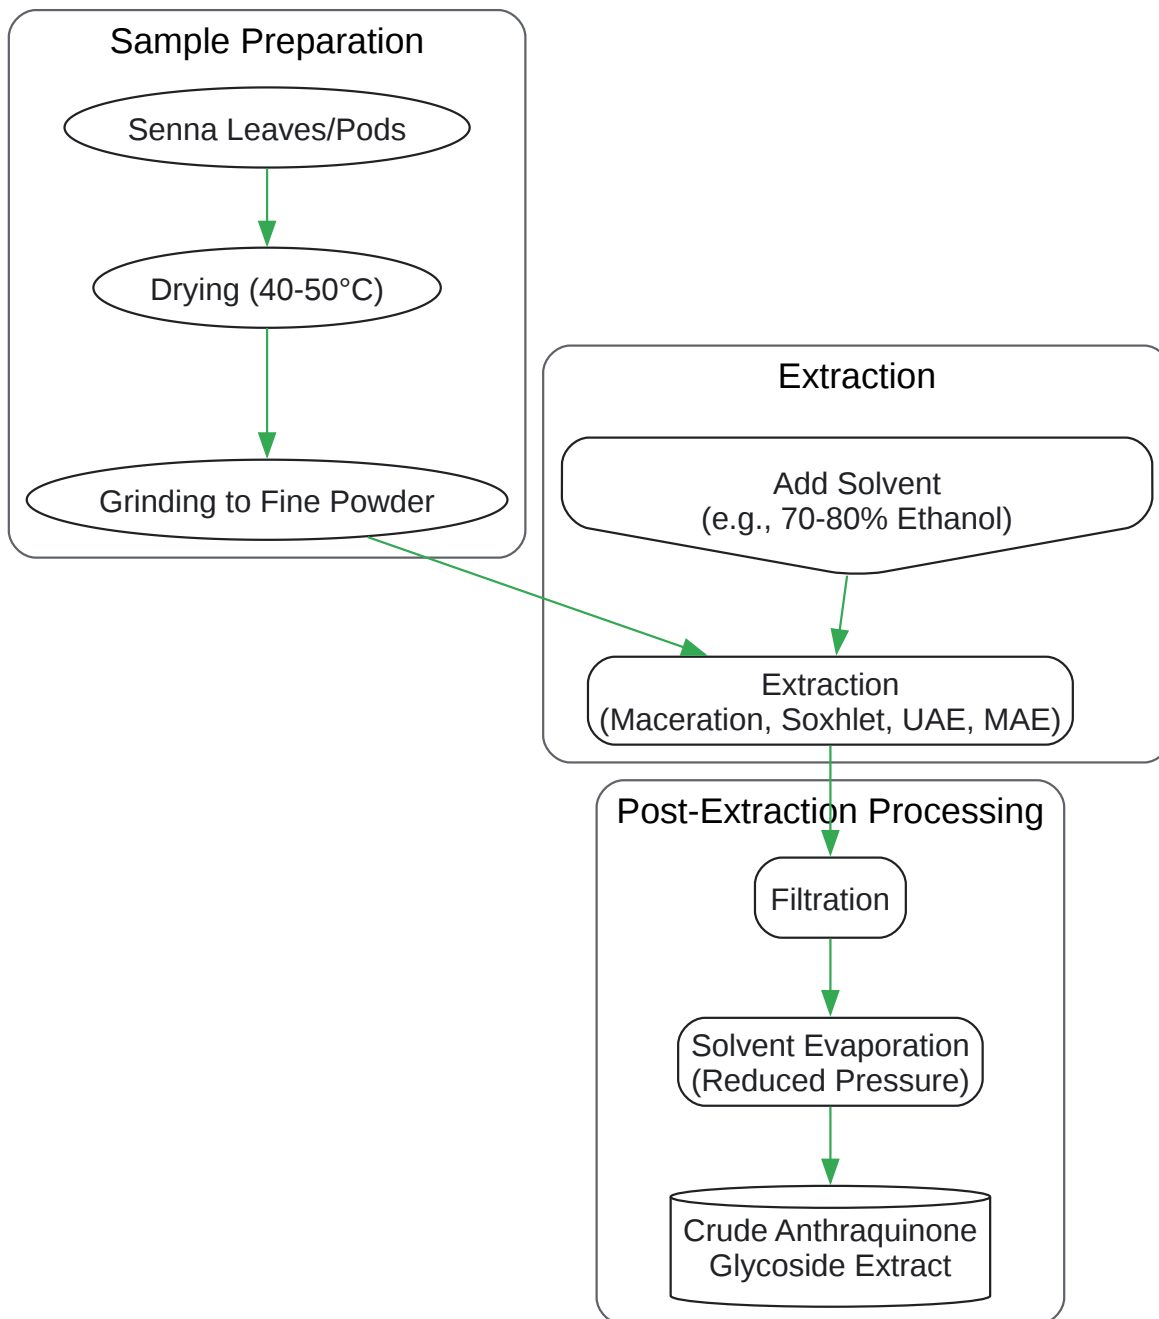 Sample Preparation
Senna Leaves/Pods
Drying (40-50°C)
Grinding to Fine Powder
Extraction
Add Solvent
(e.g., 70-80% Ethanol)
Extraction
(Maceration, Soxhlet, UAE, MAE)
Post-Extraction Processing
Filtration
Solvent Evaporation
(Reduced Pressure)
Crude Anthraquinone
Glycoside Extract